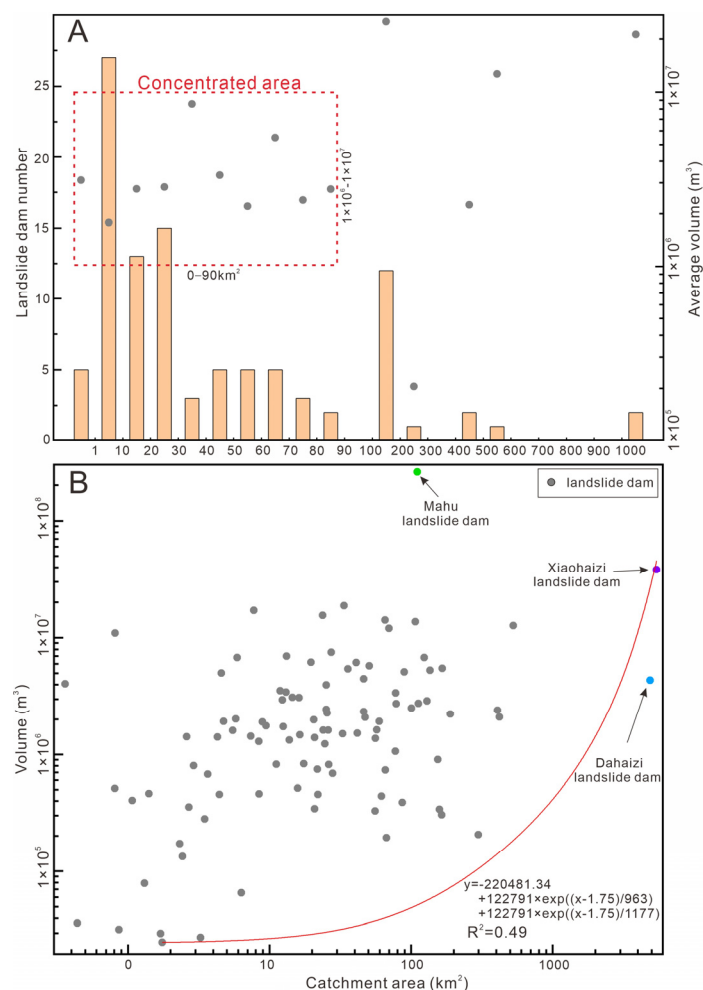 A
Concentrated area
25
20
15
10
5
0
Landslide dam number
1×10⁶-1×10⁷
0–90km²
1×10⁷
1×10⁶
1×10⁵
Average volume (m³)
1 10 20 30 40 50 60 70 80 90 100 200 300 400 500 600 700 800 900 1000
B
landslide dam
Mahu
landslide dam
Xiaohaizi
landslide dam
Dahaizi
landslide dam
1×10⁸
1×10⁷
1×10⁶
1×10⁵
Volume (m³)
y=-220481.34
+122791×exp((x-1.75)/963)
+122791×exp((x-1.75)/1177)
R²=0.49
0 10 100 1000
Catchment area (km²)